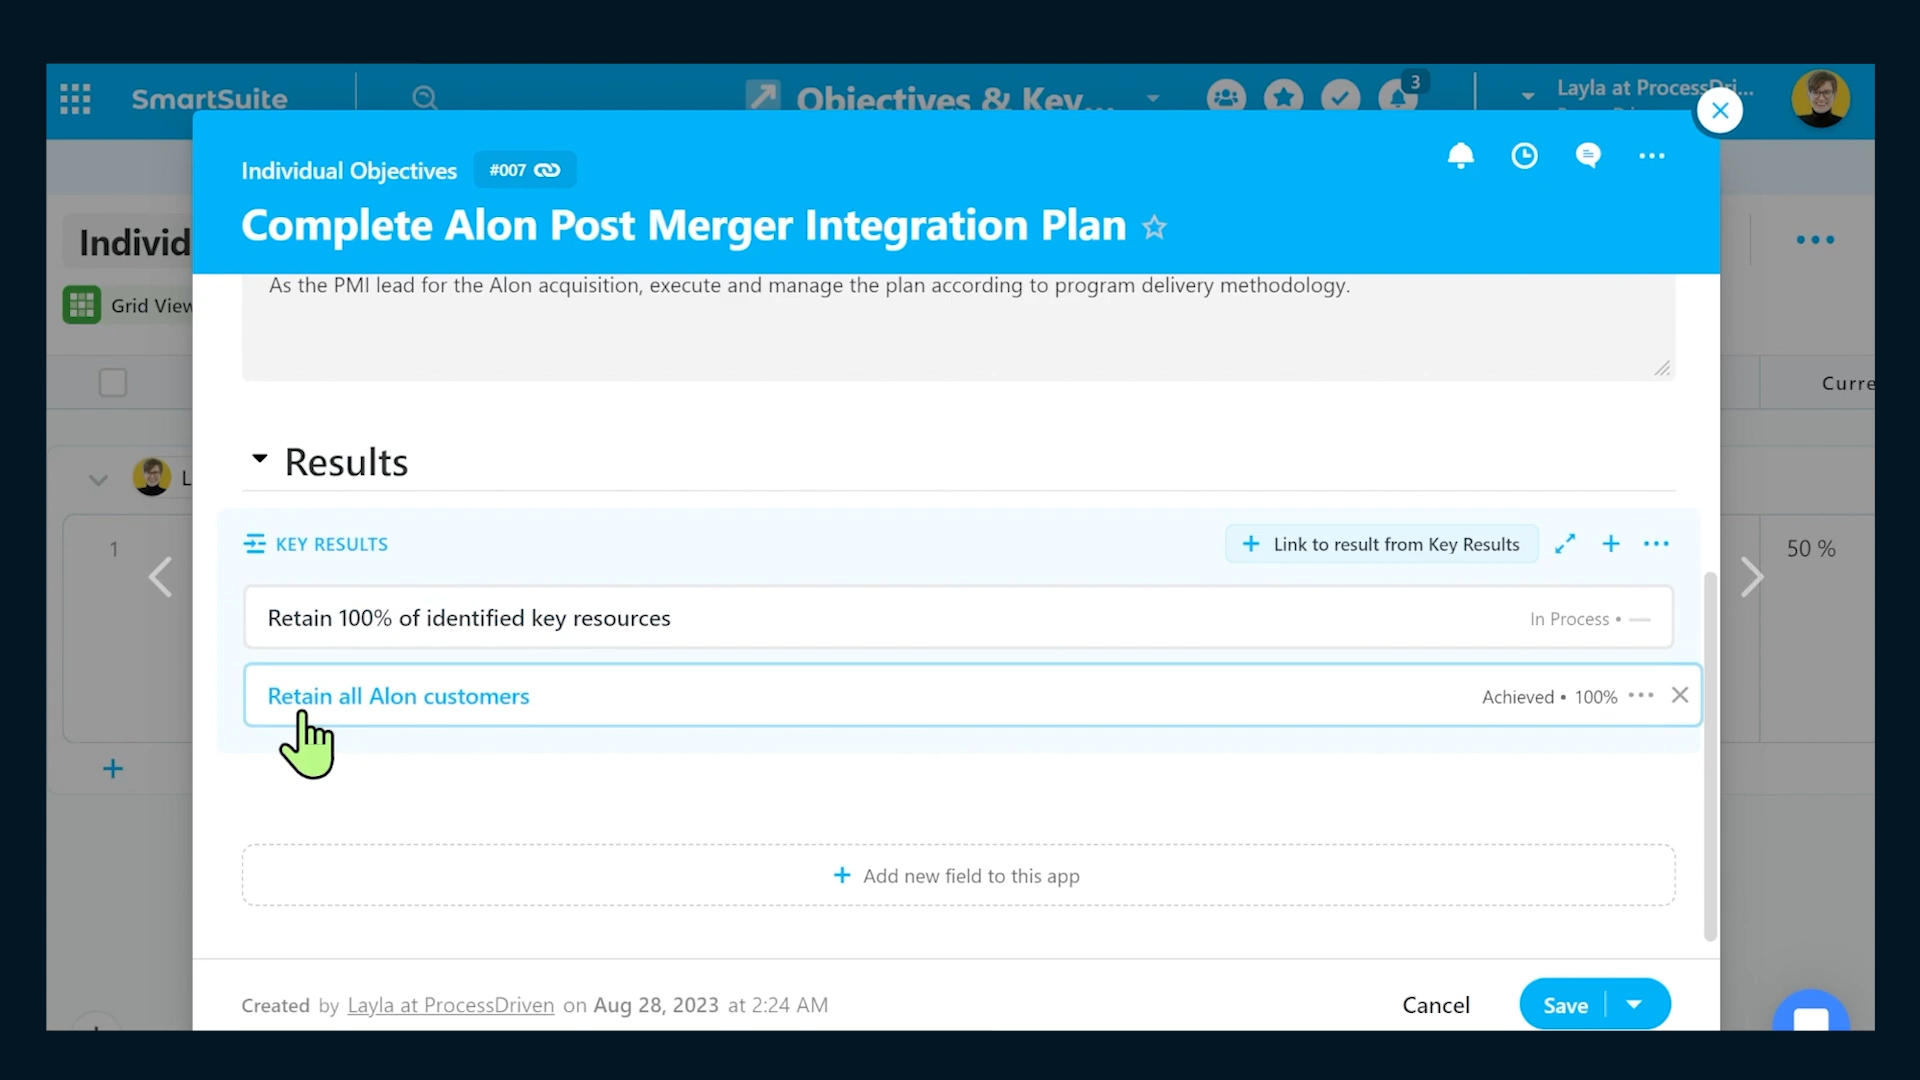 SmartSuite
Objectives & Key...
3
Layla at ProcessDri...
Individual Objectives
#007
Complete Alon Post Merger Integration Plan
Individ
Grid View
As the PMI lead for the Alon acquisition, execute and manage the plan according to program delivery methodology.
Curre
Results
L
KEY RESULTS
+ Link to result from Key Results
1
50 %
Retain 100% of identified key resources
In Process •
Retain all Alon customers
Achieved • 100%
+ Add new field to this app
Created by Layla at ProcessDriven on Aug 28, 2023 at 2:24 AM
Cancel
Save